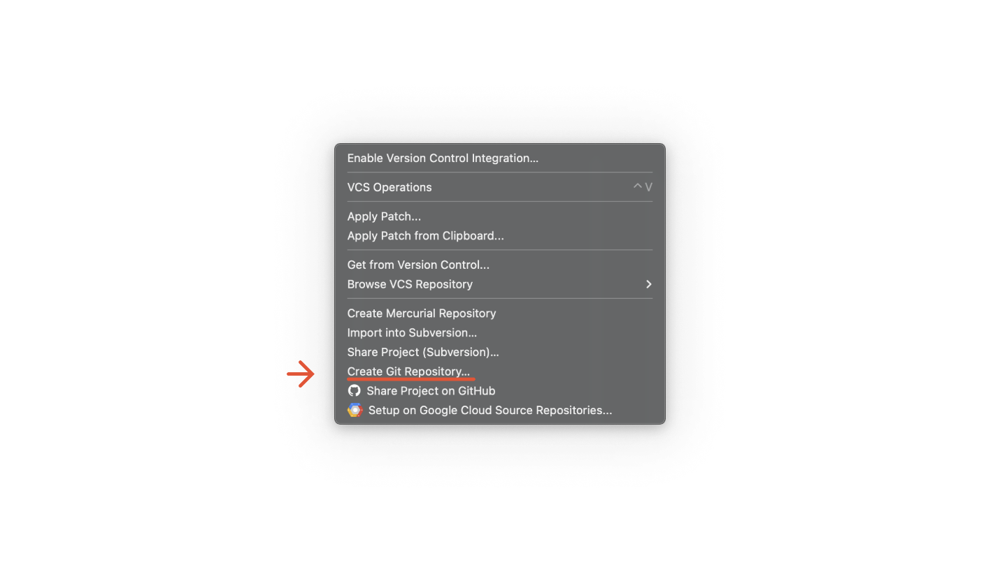 Enable Version Control Integration...
VCS Operations ^ V
Apply Patch...
Apply Patch from Clipboard...
Get from Version Control...
Browse VCS Repository
Create Mercurial Repository
Import into Subversion...
Share Project (Subversion)...
Create Git Repository...
Share Project on GitHub
Setup on Google Cloud Source Repositories...